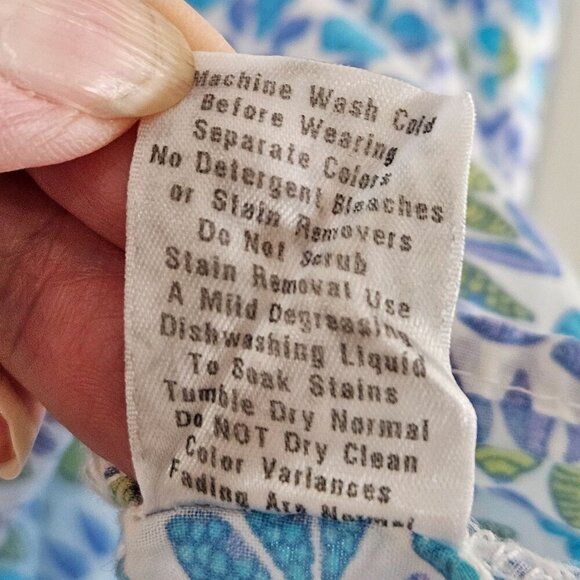 Machine Wash Cold
Before Wearing
Separate Colors
No Detergent Bleaches
or Stain Removers
Do Not Scrub
Stain Removal Use
A Mild Degreasing
Dishwashing Liquid
To Soak Stains
Tumble Dry Normal
Do NOT Dry Clean
Color Variances
Fading Are Normal